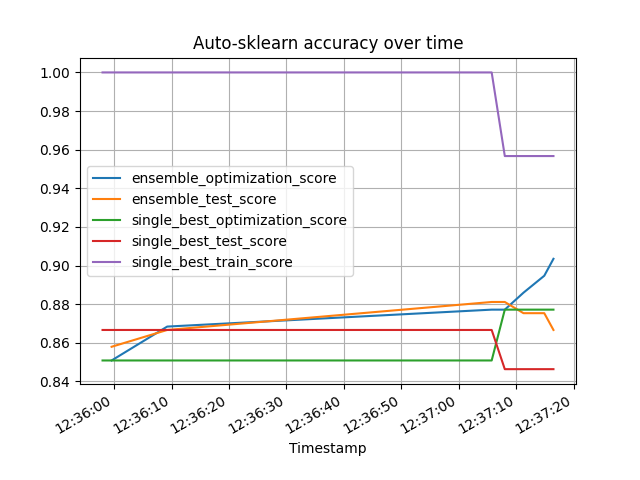 Auto-sklearn accuracy over time
1.00
0.98
0.96
0.94
0.92
0.90
0.88
0.86
0.84
ensemble_optimization_score
ensemble_test_score
single_best_optimization_score
single_best_test_score
single_best_train_score
12:36:00
12:36:10
12:36:20
12:36:30
12:36:40
12:36:50
12:37:00
12:37:10
12:37:20
Timestamp